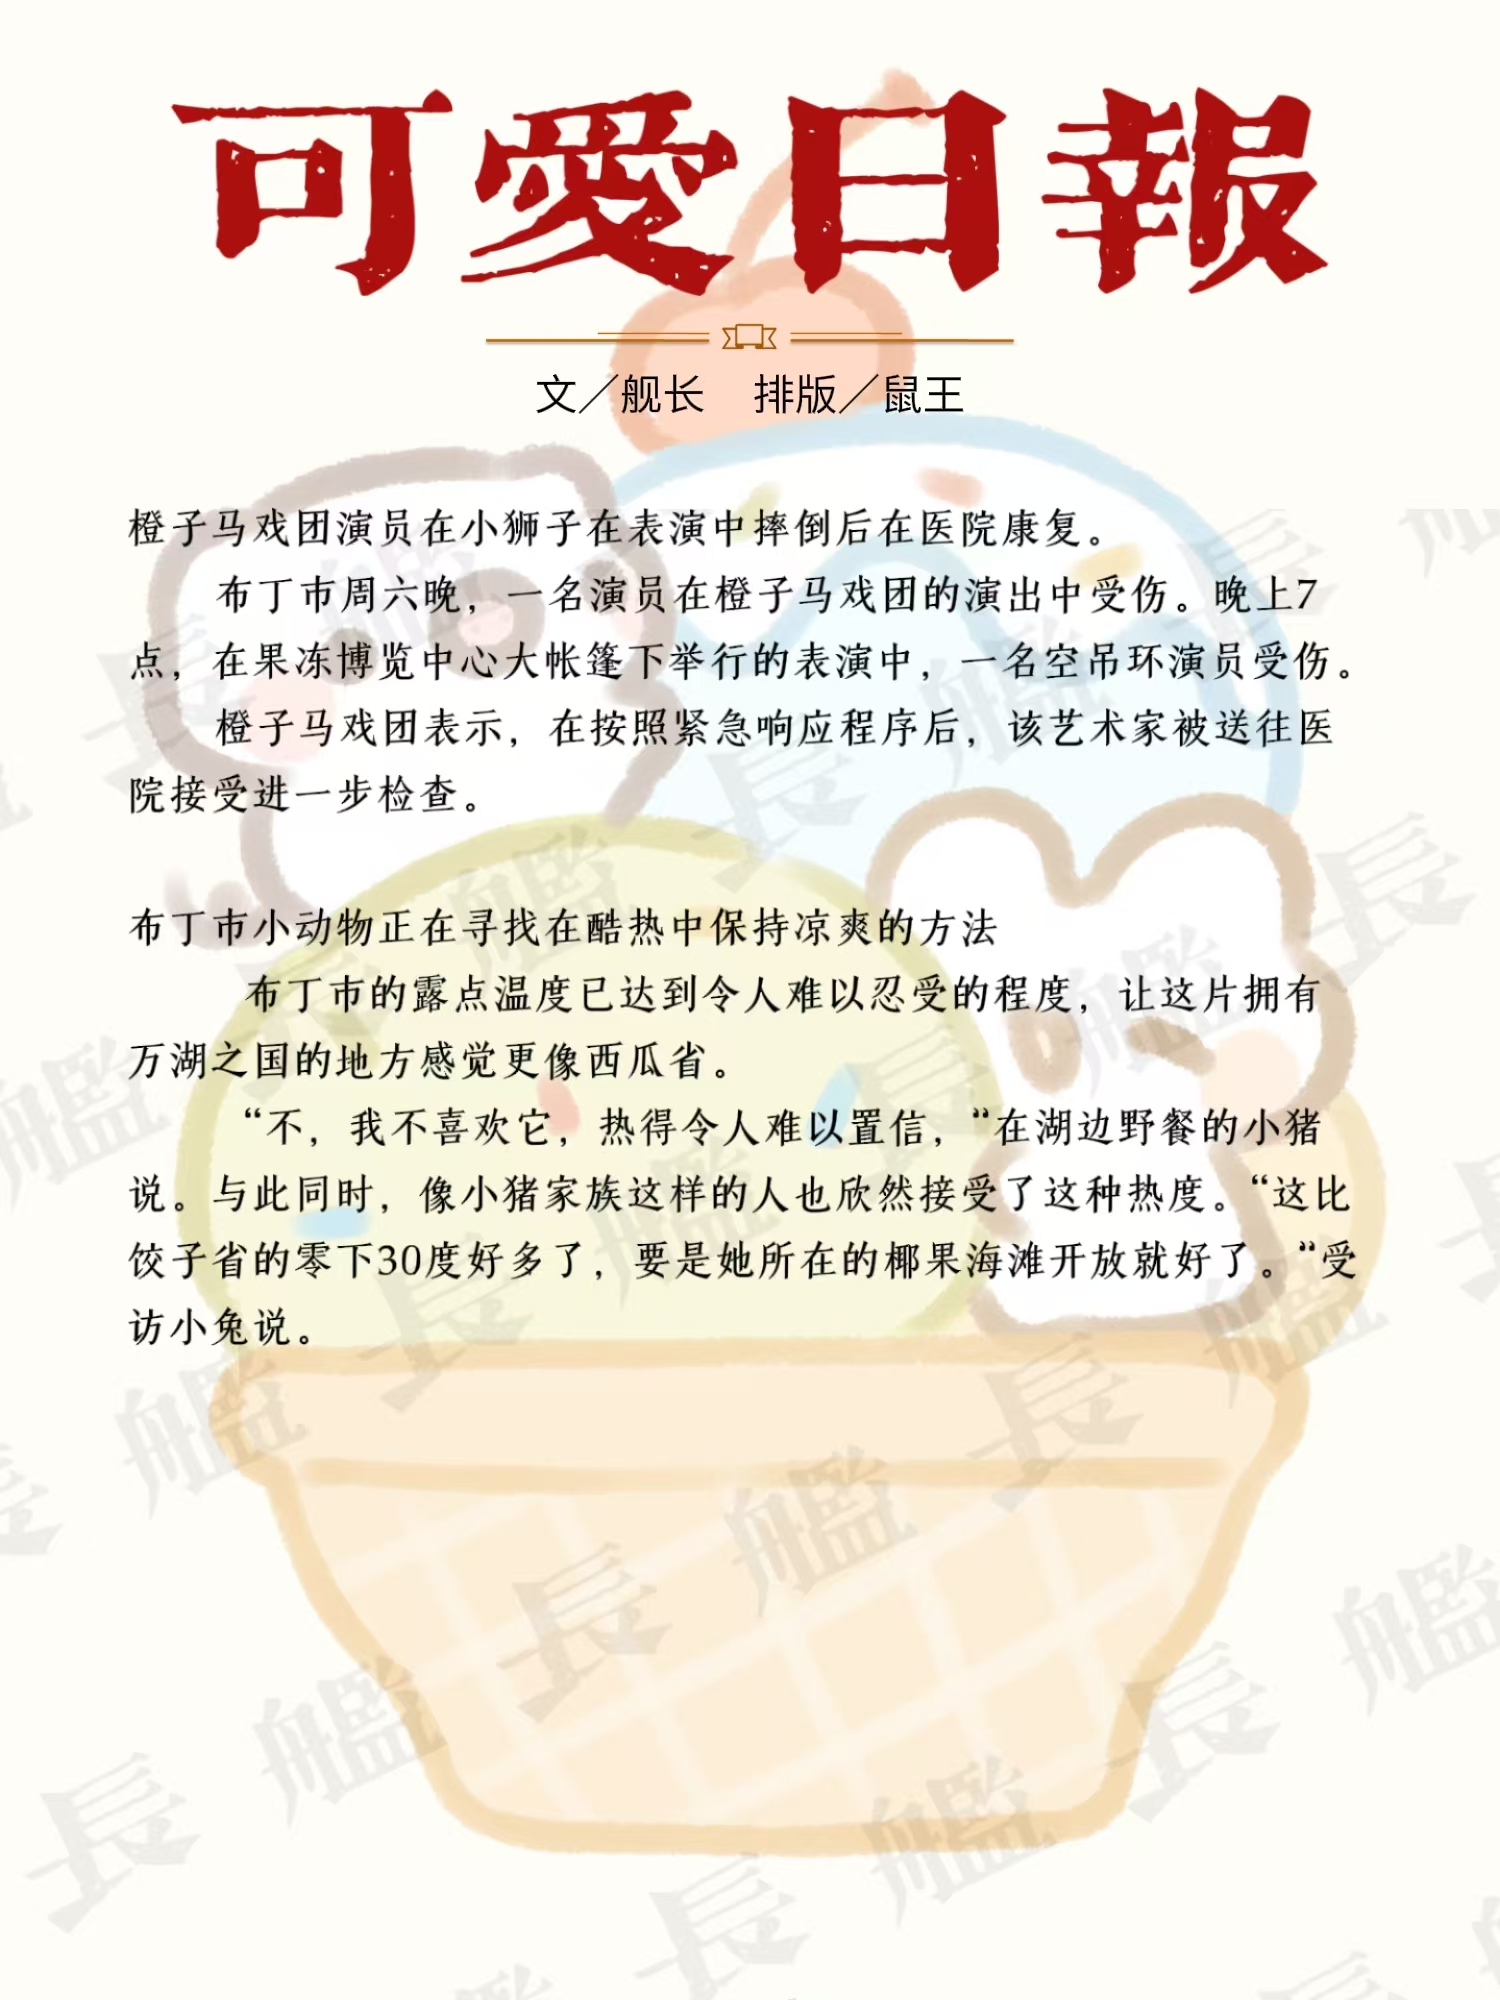 可愛日報
文／舰长 排版／鼠王
橙子马戏团演员在小狮子在表演中摔倒后在医院康复。
布丁市周六晚，一名演员在橙子马戏团的演出中受伤。晚上7
点，在果冻博览中心大帐篷下举行的表演中，一名空吊环演员受伤。
橙子马戏团表示，在按照紧急响应程序后，该艺术家被送往医
院接受进一步检查。
布丁市小动物正在寻找在酷热中保持凉爽的方法
布丁市的露点温度已达到令人难以忍受的程度，让这片拥有
万湖之国的地方感觉更像西瓜省。
“不，我不喜欢它，热得令人难以置信，“在湖边野餐的小猪
说。与此同时，像小猪家族这样的人也欣然接受了这种热度。“这比
饺子省的零下30度好多了，要是她所在的椰果海滩开放就好了。“受
访小兔说。
艦長